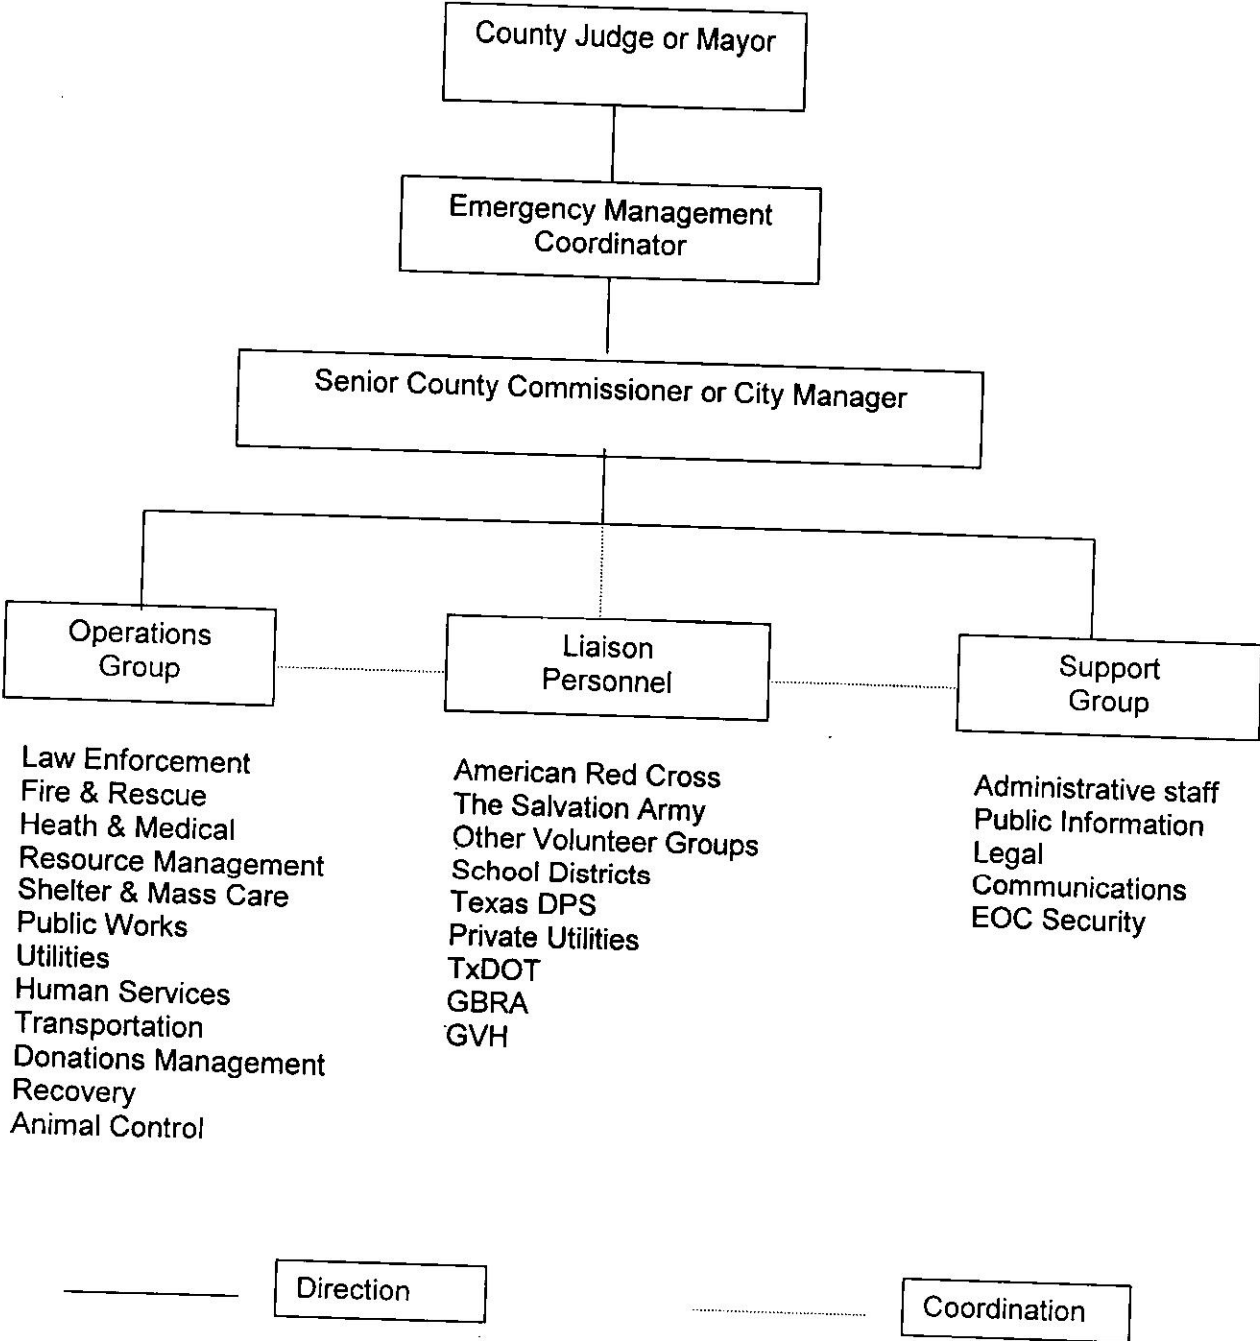 County Judge or Mayor
Emergency Management
Coordinator
Senior County Commissioner or City Manager
Operations
Group
Liaison
Personnel
Support
Group
Law Enforcement
Fire & Rescue
Heath & Medical
Resource Management
Shelter & Mass Care
Public Works
Utilities
Human Services
Transportation
Donations Management
Recovery
Animal Control
American Red Cross
The Salvation Army
Other Volunteer Groups
School Districts
Texas DPS
Private Utilities
TxDOT
GBRA
GVH
Administrative staff
Public Information
Legal
Communications
EOC Security
Direction
Coordination